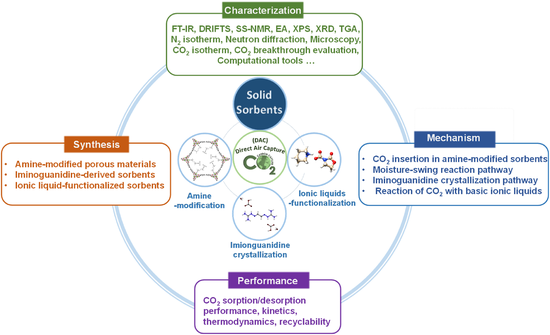 Characterization
FT-IR, DRIFTS, SS-NMR, EA, XPS, XRD, TGA,
N2 isotherm, Neutron diffraction, Microscopy,
CO2 isotherm, CO2 breakthrough evaluation,
Computational tools ...
Solid
Sorbents
(DAC)
Direct Air Capture
CO2
Synthesis
Amine-modified porous materials
Iminoguanidine-derived sorbents
Ionic liquid-functionalized sorbents
Amine
-modification
Ionic liquids
-functionalization
Imionguanidine
crystallization
Mechanism
CO2 insertion in amine-modified sorbents
Moisture-swing reaction pathway
Iminoguanidine crystallization pathway
Reaction of CO2 with basic ionic liquids
Performance
CO2 sorption/desorption
performance, kinetics,
thermodynamics, recyclability